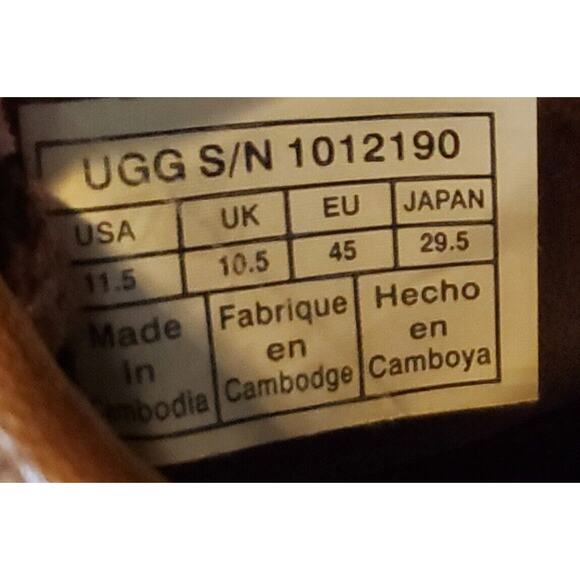 UGG S/N 1012190
USA UK EU JAPAN
11.5 10.5 45 29.5
Made in Cambodia
Fabrique en Cambodge
Hecho en Camboya